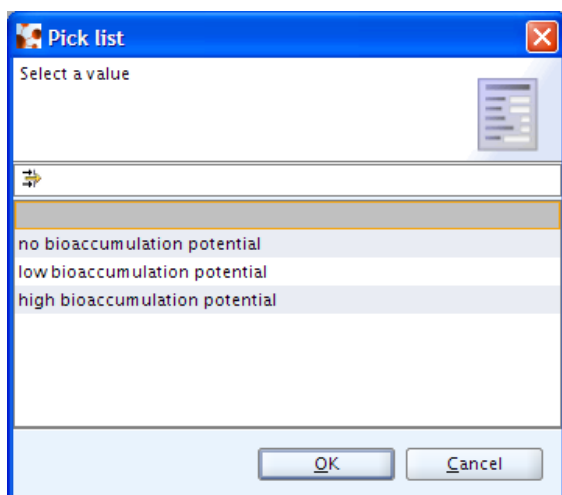 Pick list
Select a value
no bioaccumulation potential
low bioaccumulation potential
high bioaccumulation potential
OK
Cancel